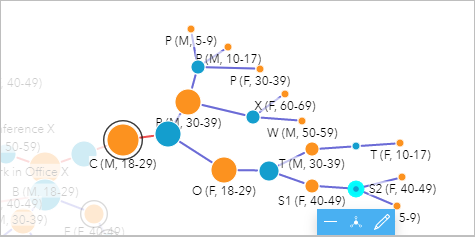 P (M, 5-9)
P (M, 10-17)
P (F, 30-39)
40-49)
X (F, 60-69)
P (M, 30-39)
W (M, 50-59)
ference X
50-59)
C (M, 18-29)
T (M, 30-39)
T (F, 10-17)
k in Office X
B (M, 18-29)
O (F, 18-29)
S1 (F, 40-49)
S2 (F, 40-49)
40-49)
M, 30-39)
5-9)